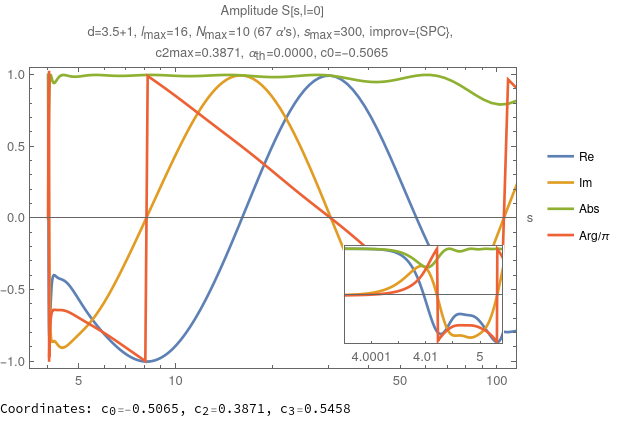 Amplitude S[s,l=0]
d=3.5+1, lmax=16, Nmax=10 (67 α's), smax=300, improv={SPC},
c2max=0.3871, αth=0.0000, c0=-0.5065
1.0
0.5
0.0
-0.5
-1.0
5
10
50
100
s
4.0001
4.01
5
Re
Im
Abs
Arg/π
Coordinates: c0=-0.5065, c2=0.3871, c3=0.5458